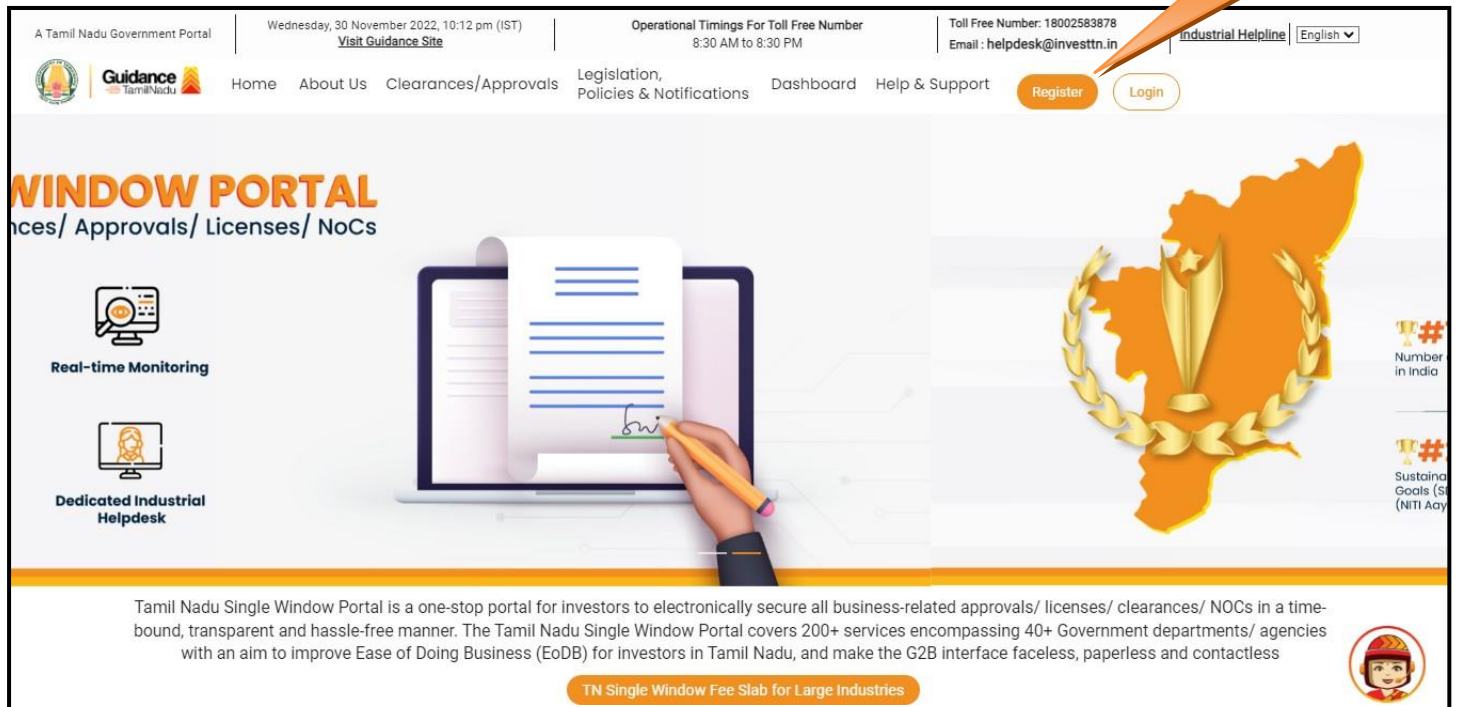 A Tamil Nadu Government Portal
Wednesday, 30 November 2022, 10:12 pm (IST)
Visit Guidance Site
Operational Timings For Toll Free Number
8:30 AM to 8:30 PM
Toll Free Number: 18002583878
Email : helpdesk@investtn.in
Industrial Helpline
English
Guidance
TamilNadu
Home
About Us
Clearances/Approvals
Legislation,
Policies & Notifications
Dashboard
Help & Support
Register
Login
WINDOW PORTAL
nces/ Approvals/ Licenses/ NoCs
Real-time Monitoring
Dedicated Industrial
Helpdesk
Number
in India
Sustaina
Goals (S
(NITI Aay
Tamil Nadu Single Window Portal is a one-stop portal for investors to electronically secure all business-related approvals/ licenses/ clearances/ NOCs in a time-
bound, transparent and hassle-free manner. The Tamil Nadu Single Window Portal covers 200+ services encompassing 40+ Government departments/ agencies
with an aim to improve Ease of Doing Business (EoDB) for investors in Tamil Nadu, and make the G2B interface faceless, paperless and contactless
TN Single Window Fee Slab for Large Industries